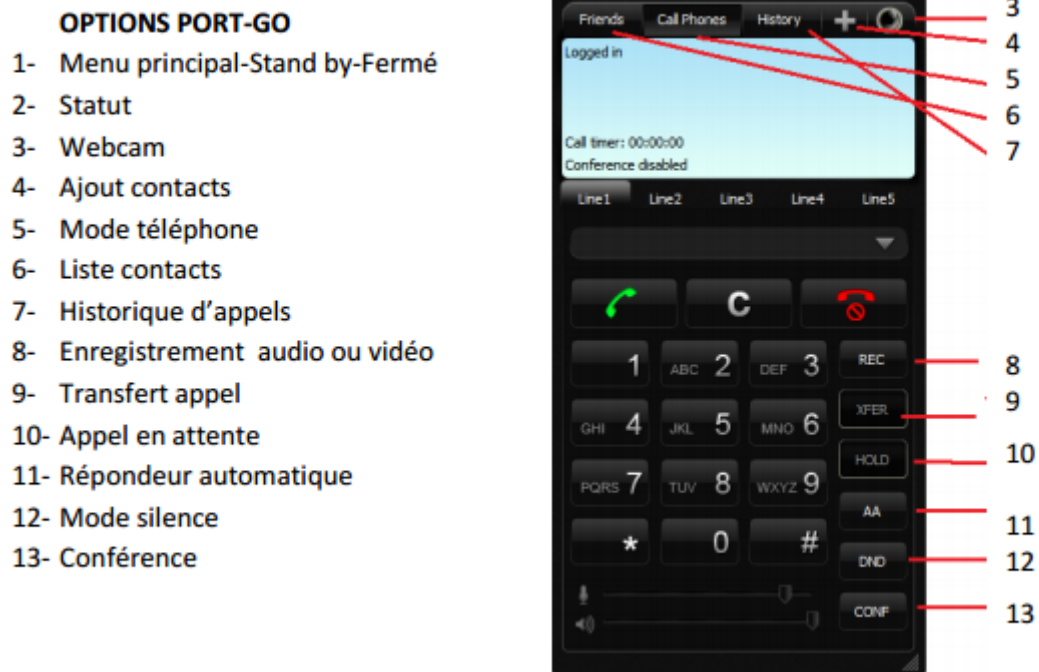 OPTIONS PORT-GO
1- Menu principal-Stand by-Fermé
2- Statut
3- Webcam
4- Ajout contacts
5- Mode téléphone
6- Liste contacts
7- Historique d'appels
8- Enregistrement audio ou vidéo
9- Transfert appel
10- Appel en attente
11- Répondeur automatique
12- Mode silence
13- Conférence
Friends Call Phones History + 3
4
Logged in
5
6
7
Call timer: 00:00:00
Conference disabled
Line1 Line2 Line3 Line4 Line5
C
1 ABC 2 DEF 3 REC 8
GHI 4 JKL 5 MNO 6 XFER 9
HOLD 10
PQRS 7 TUV 8 WXYZ 9
AA 11
* 0 #
DND 12
CONF 13